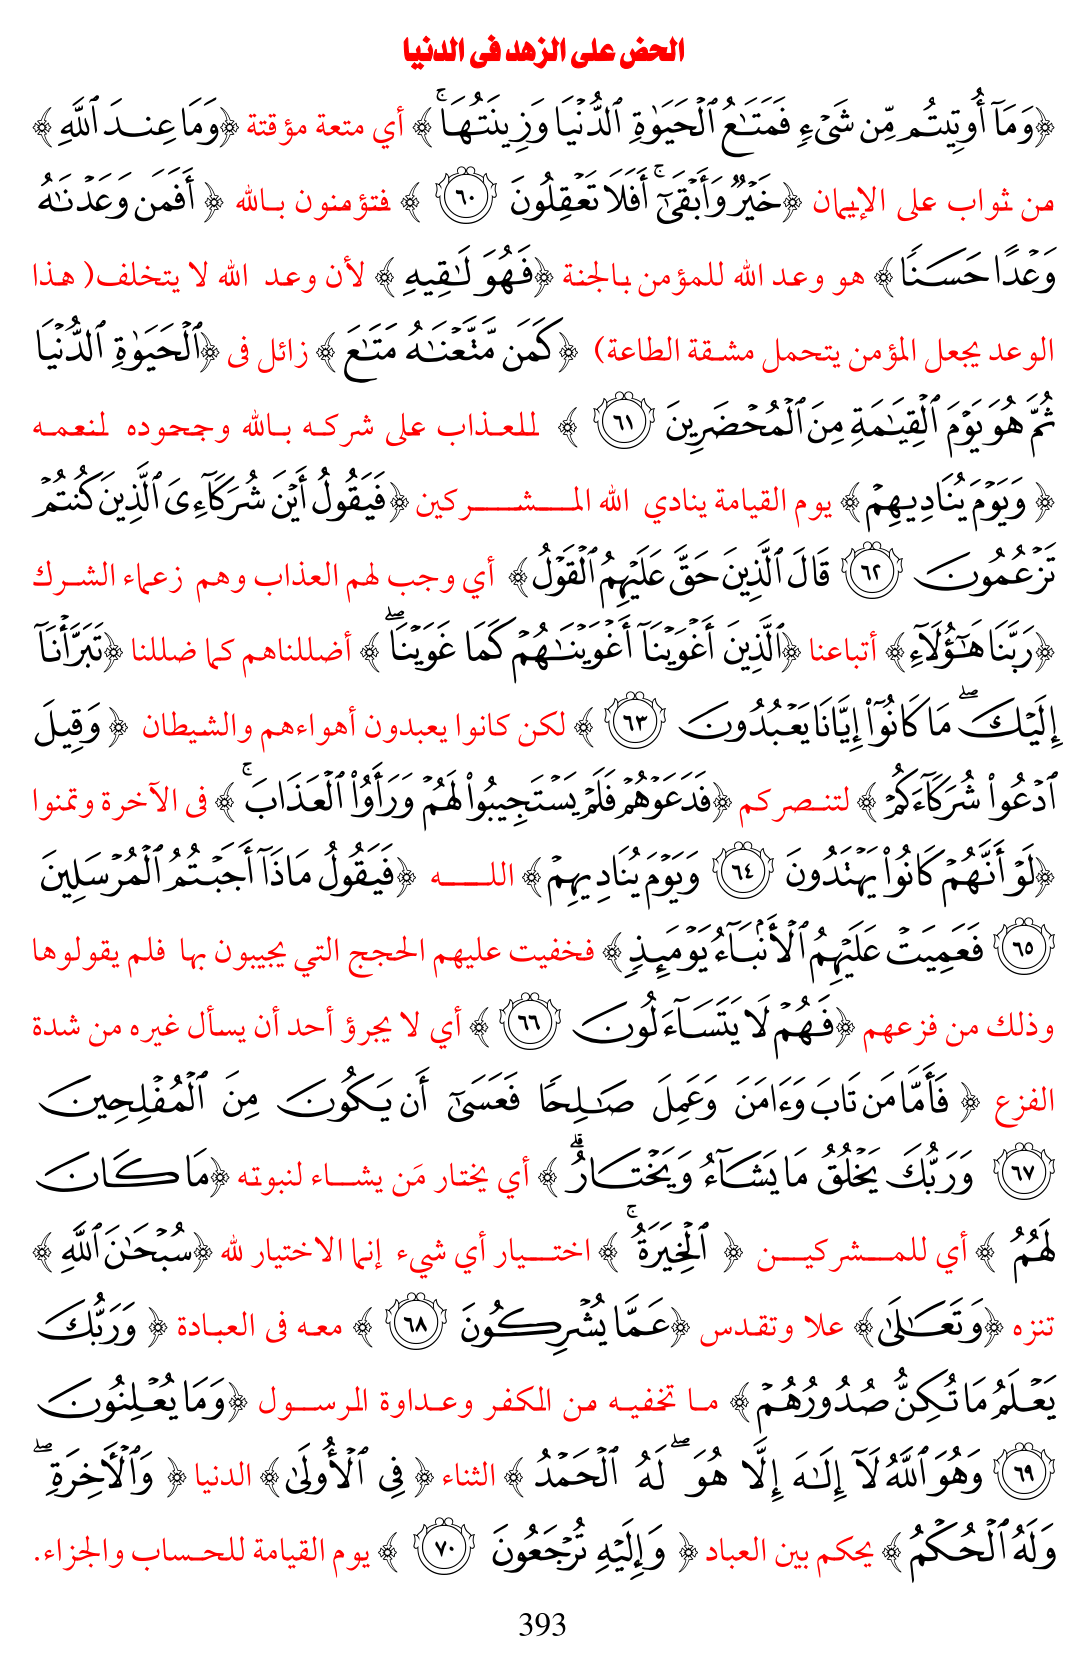 الحض على الزهد فى الدنيا
﴿وَمَآ أُوتِيتُم مِّن شَىْءٍ فَمَتَـٰعُ ٱلْحَيَوٰةِ ٱلدُّنْيَا وَزِينَتُهَا ۚ﴾ أي متعة مؤقتة ﴿وَمَا عِندَ ٱللَّهِ﴾
من ثواب على الإيمان ﴿خَيْرٌ وَأَبْقَىٰٓ ۚ أَفَلَا تَعْقِلُونَ ٦٠﴾ فتؤمنون بالله ﴿أَفَمَن وَعَدْنَـٰهُ
وَعْدًا حَسَنًا﴾ هو وعد الله للمؤمن بالجنة ﴿فَهُوَ لَـٰقِيهِ﴾ لأن وعد الله لا يتخلف( هذا
الوعد يجعل المؤمن يتحمل مشقة الطاعة) ﴿كَمَن مَّتَّعْنَـٰهُ مَتَـٰعَ﴾ زائل فى ﴿ٱلْحَيَوٰةِ ٱلدُّنْيَا
ثُمَّ هُوَ يَوْمَ ٱلْقِيَـٰمَةِ مِنَ ٱلْمُحْضَرِينَ ٦١﴾ للعذاب على شركه بالله وجحوده لمنعمه
﴿وَيَوْمَ يُنَادِيهِمْ﴾ يوم القيامة ينادي الله المشركين ﴿فَيَقُولُ أَيْنَ شُرَكَآءِىَ ٱلَّذِينَ كُنتُمْ
تَزْعُمُونَ ٦٢ قَالَ ٱلَّذِينَ حَقَّ عَلَيْهِمُ ٱلْقَوْلُ﴾ أي وجب لهم العذاب وهم زعماء الشرك
﴿رَبَّنَا هَـٰٓؤُلَآءِ﴾ أتباعنا ﴿ٱلَّذِينَ أَغْوَيْنَآ أَغْوَيْنَـٰهُمْ كَمَا غَوَيْنَا ۖ﴾ أضللناهم كما ضللنا ﴿تَبَرَّأْنَآ
إِلَيْكَ ۖ مَا كَانُوٓا۟ إِيَّانَا يَعْبُدُونَ ٦٣﴾ لكن كانوا يعبدون أهواءهم والشيطان ﴿وَقِيلَ
ٱدْعُوا۟ شُرَكَآءَكُمْ﴾ لتنصركم ﴿فَدَعَوْهُمْ فَلَمْ يَسْتَجِيبُوا۟ لَهُمْ وَرَأَوُا۟ ٱلْعَذَابَ ۚ﴾ فى الآخرة وتمنوا
﴿لَوْ أَنَّهُمْ كَانُوا۟ يَهْتَدُونَ ٦٤ وَيَوْمَ يُنَادِيهِمْ﴾ الله ﴿فَيَقُولُ مَاذَآ أَجَبْتُمُ ٱلْمُرْسَلِينَ
٦٥ فَعَمِيَتْ عَلَيْهِمُ ٱلْأَنۢبَآءُ يَوْمَئِذٍ﴾ فخفيت عليهم الحجج التي يجيبون بها فلم يقولوها
وذلك من فزعهم ﴿فَهُمْ لَا يَتَسَآءَلُونَ ٦٦﴾ أي لا يجرؤ أحد أن يسأل غيره من شدة
الفزع ﴿فَأَمَّا مَن تَابَ وَءَامَنَ وَعَمِلَ صَـٰلِحًا فَعَسَىٰٓ أَن يَكُونَ مِنَ ٱلْمُفْلِحِينَ
٦٧ وَرَبُّكَ يَخْلُقُ مَا يَشَآءُ وَيَخْتَارُ ۗ﴾ أي يختار مَن يشاء لنبوته ﴿مَا كَانَ
لَهُمُ﴾ أي للمشركين ﴿ٱلْخِيَرَةُ ۚ﴾ اختيار أي شيء إنما الاختيار لله ﴿سُبْحَـٰنَ ٱللَّهِ﴾
تنزه ﴿وَتَعَـٰلَىٰ﴾ علا وتقدس ﴿عَمَّا يُشْرِكُونَ ٦٨﴾ معه فى العبادة ﴿وَرَبُّكَ
يَعْلَمُ مَا تُكِنُّ صُدُورُهُمْ﴾ ما تخفيه من الكفر وعداوة الرسول ﴿وَمَا يُعْلِنُونَ
٦٩ وَهُوَ ٱللَّهُ لَآ إِلَـٰهَ إِلَّا هُوَ ۖ لَهُ ٱلْحَمْدُ﴾ الثناء ﴿فِى ٱلْأُولَىٰ﴾ الدنيا ﴿وَٱلْـَٔاخِرَةِ ۖ
وَلَهُ ٱلْحُكْمُ﴾ يحكم بين العباد ﴿وَإِلَيْهِ تُرْجَعُونَ ٧٠﴾ يوم القيامة للحساب والجزاء.
393